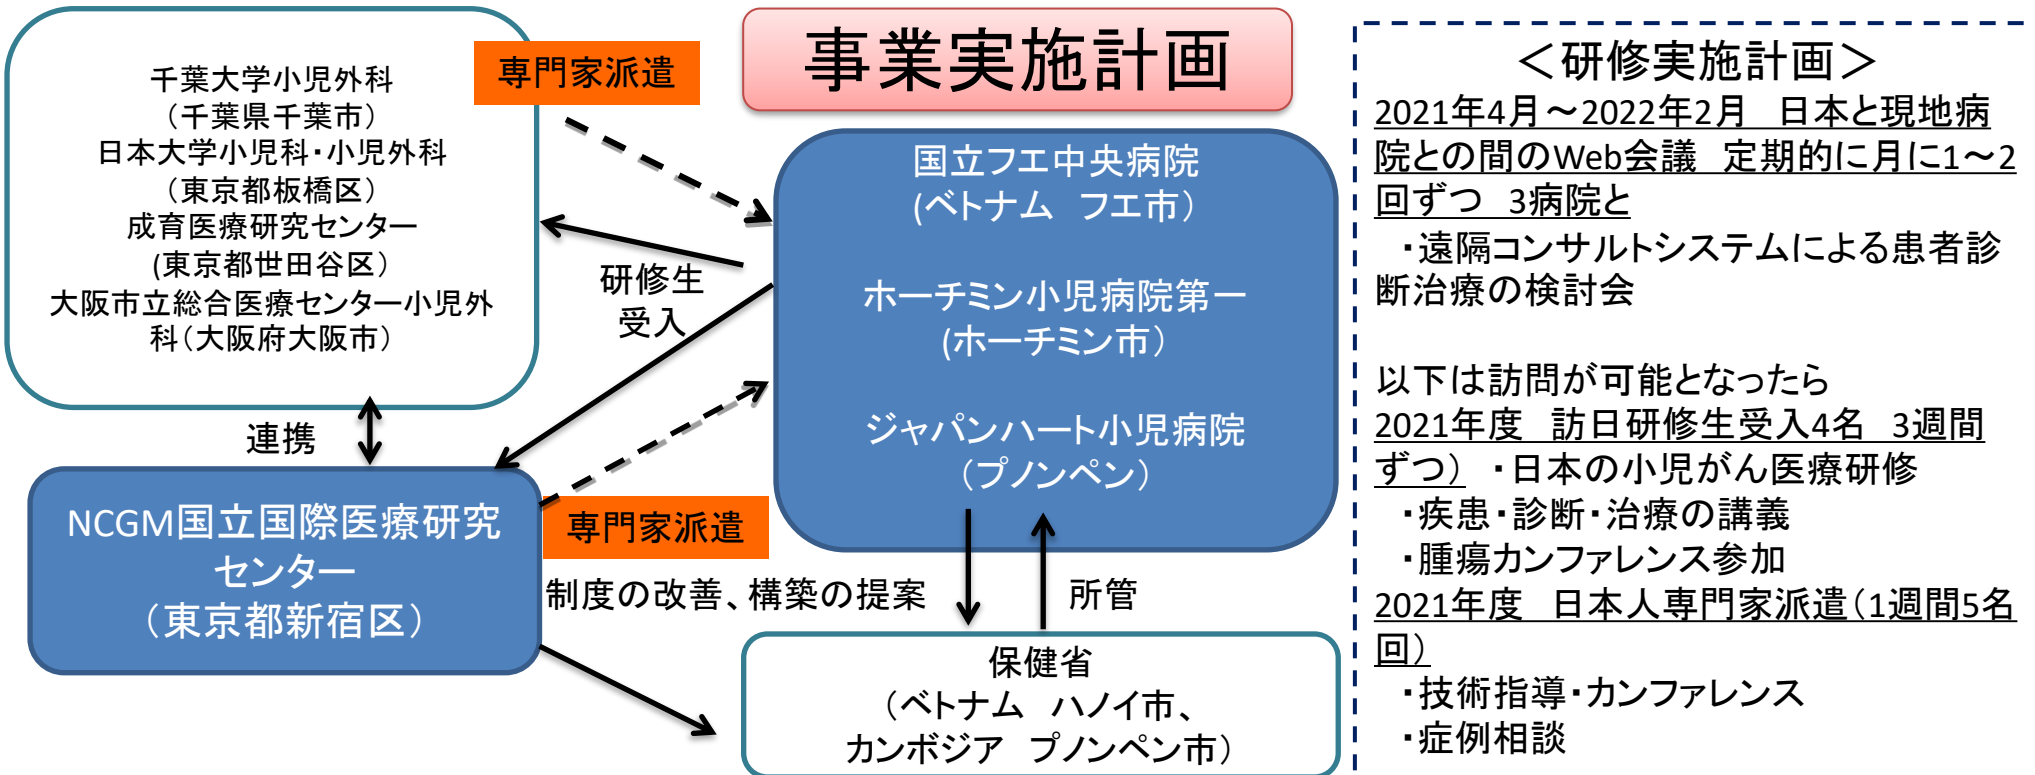 事業実施計画
千葉大学小児外科
(千葉県千葉市)
日本大学小児科・小児外科
(東京都板橋区)
成育医療研究センター
(東京都世田谷区)
大阪市立総合医療センター小児外
科(大阪府大阪市)
専門家派遣
国立フエ中央病院
(ベトナム フエ市)
ホーチミン小児病院第一
(ホーチミン市)
ジャパンハート小児病院
(プノンペン)
研修生
受入
連携
NCGM国立国際医療研究
センター
(東京都新宿区)
専門家派遣
制度の改善、構築の提案
所管
保健省
(ベトナム ハノイ市、
カンボジア プノンペン市)
<研修実施計画>
2021年4月~2022年2月 日本と現地病
院との間のWeb会議 定期的に月に1~2
回ずつ 3病院と
・遠隔コンサルトシステムによる患者診
断治療の検討会
以下は訪問が可能となったら
2021年度 訪日研修生受入4名 3週間
ずつ) ・日本の小児がん医療研修
・疾患・診断・治療の講義
・腫瘍カンファレンス参加
2021年度 日本人専門家派遣(1週間5名
回)
・技術指導・カンファレンス
・症例相談